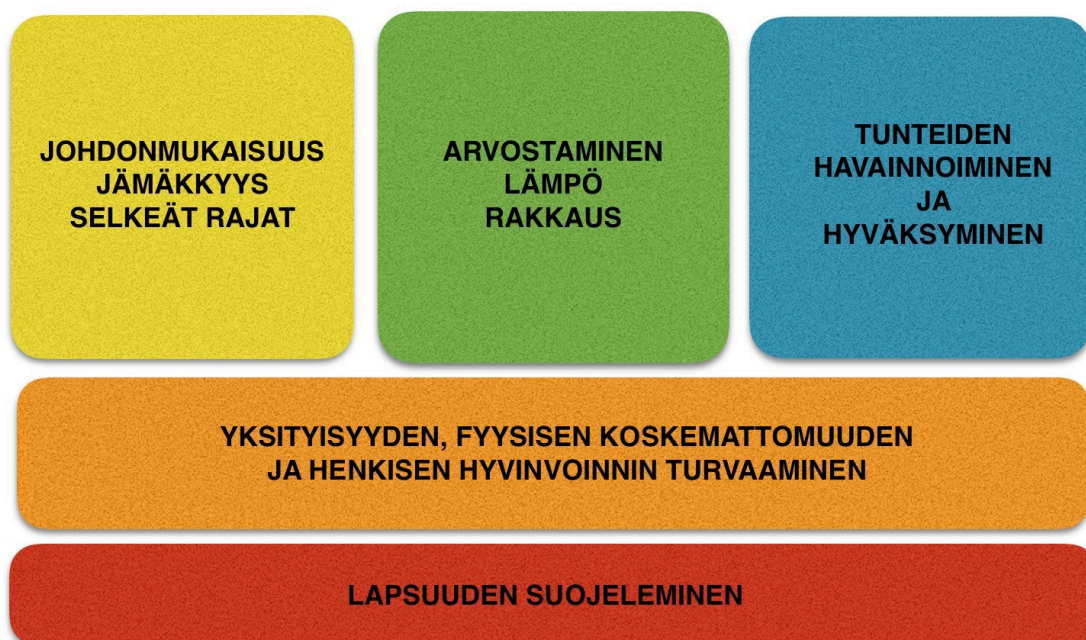 JOHDONMUKAISUUS
JÄMÄKKYYS
SELKEÄT RAJAT
ARVOSTAMINEN
LÄMPÖ
RAKKAUS
TUNTEIDEN
HAVAINNOIMINEN
JA
HYVÄKSYMINEN
YKSITYISYYDEN, FYYSISEN KOSKEMATTOMUUDEN
JA HENKISEN HYVINVOINNIN TURVAAMINEN
LAPSUUDEN SUOJELEMINEN